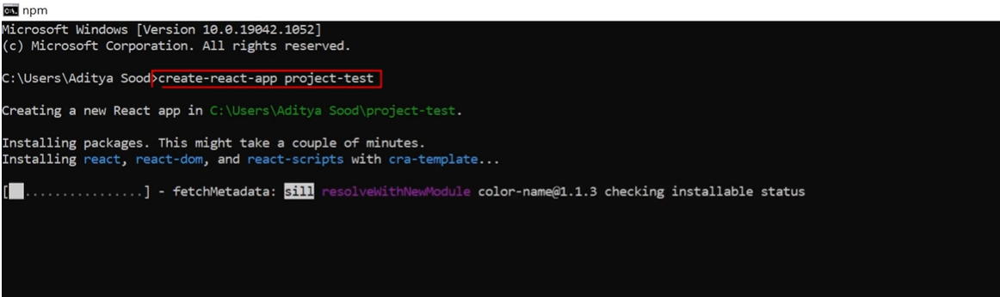 npm
Microsoft Windows [Version 10.0.19042.1052]
(c) Microsoft Corporation. All rights reserved.
C:\Users\Aditya Sood>create-react-app project-test
Creating a new React app in C:\Users\Aditya Sood\project-test.
Installing packages. This might take a couple of minutes.
Installing react, react-dom, and react-scripts with cra-template...
[ ................] - fetchMetadata: sill resolveWithNewModule color-name@1.1.3 checking installable status